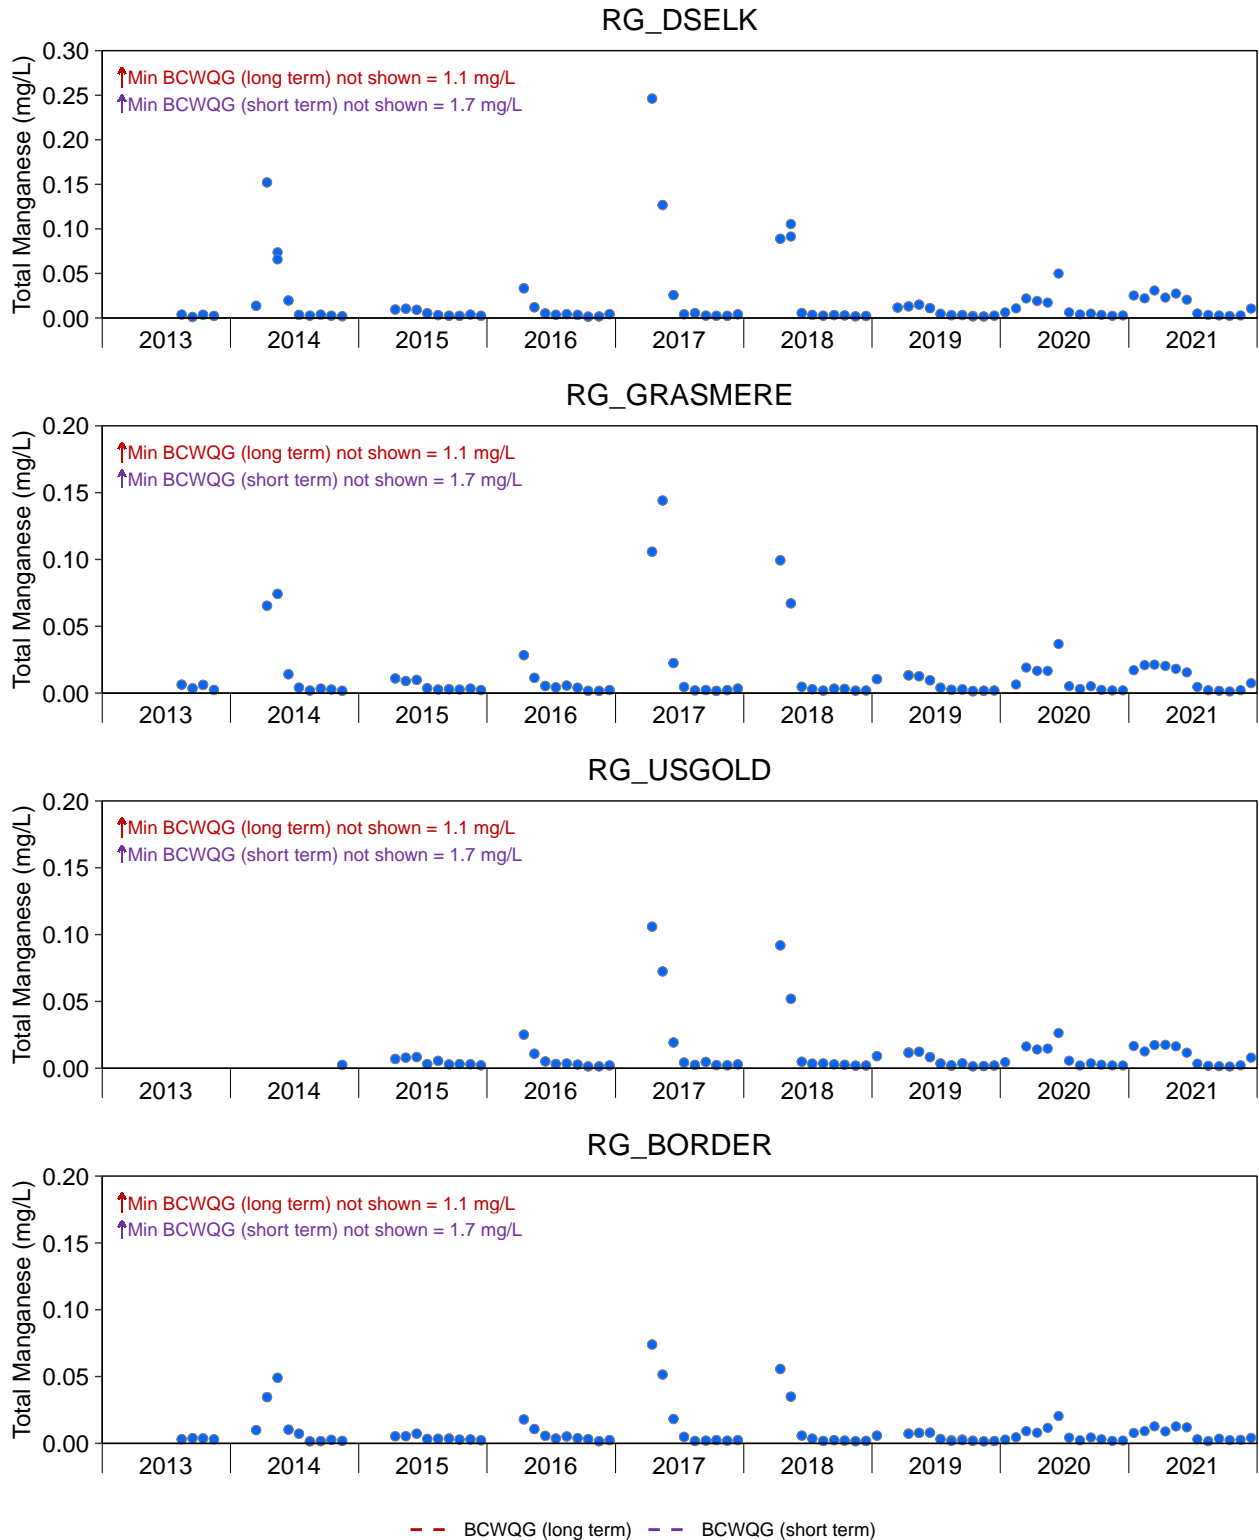 RG_DSELK
Total Manganese (mg/L)
0.30
0.25
0.20
0.15
0.10
0.05
0.00
↑Min BCWQG (long term) not shown = 1.1 mg/L
↑Min BCWQG (short term) not shown = 1.7 mg/L
2013 2014 2015 2016 2017 2018 2019 2020 2021
RG_GRASMERE
Total Manganese (mg/L)
0.20
0.15
0.10
0.05
0.00
↑Min BCWQG (long term) not shown = 1.1 mg/L
↑Min BCWQG (short term) not shown = 1.7 mg/L
2013 2014 2015 2016 2017 2018 2019 2020 2021
RG_USGOLD
Total Manganese (mg/L)
0.20
0.15
0.10
0.05
0.00
↑Min BCWQG (long term) not shown = 1.1 mg/L
↑Min BCWQG (short term) not shown = 1.7 mg/L
2013 2014 2015 2016 2017 2018 2019 2020 2021
RG_BORDER
Total Manganese (mg/L)
0.20
0.15
0.10
0.05
0.00
↑Min BCWQG (long term) not shown = 1.1 mg/L
↑Min BCWQG (short term) not shown = 1.7 mg/L
2013 2014 2015 2016 2017 2018 2019 2020 2021
BCWQG (long term) BCWQG (short term)